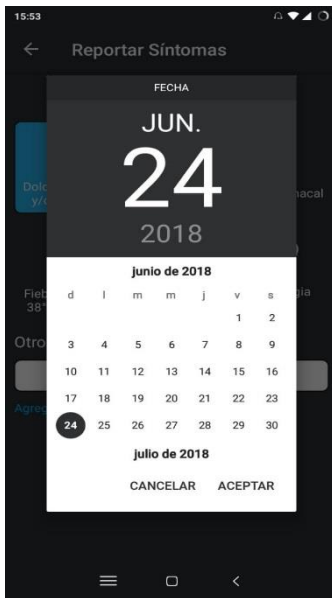 15:53
Reportar Síntomas
FECHA
JUN.
24
2018
junio de 2018
d l m m j v s
1 2
3 4 5 6 7 8 9
10 11 12 13 14 15 16
17 18 19 20 21 22 23
24 25 26 27 28 29 30
julio de 2018
CANCELAR ACEPTAR
38°